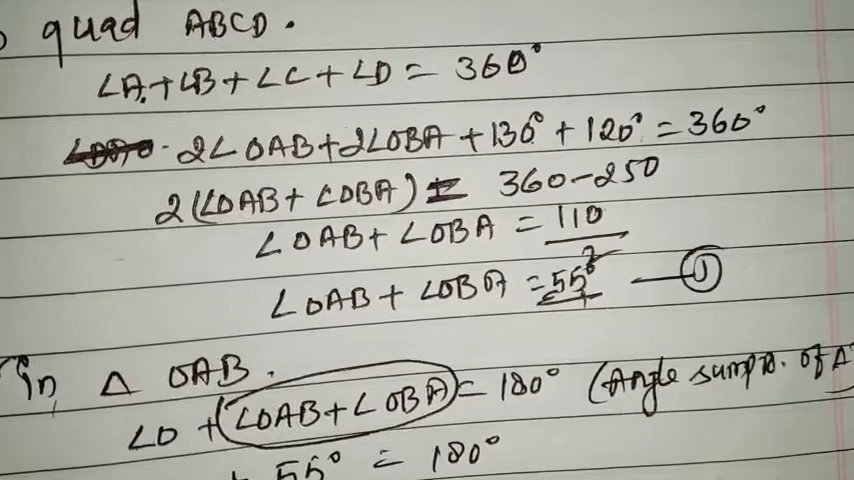 quad ABCD.
∠A+∠B+∠C+∠D= 360°
2∠OAB+2∠OBA+130°+120°=360°
2(∠OAB+∠OBA) = 360-250
∠OAB+∠OBA = 110/2
∠OAB+∠OBA =55° — ①
In △ OAB.
∠O+(∠OAB+∠OBA)=180° (Angle sum of △
+ 55° = 180°